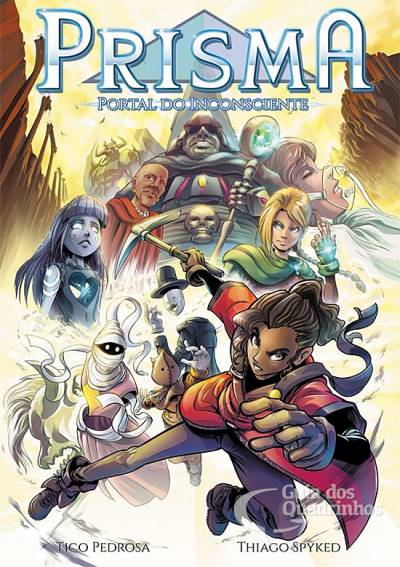 PRISMA
PORTAL DO INCONSCIENTE
Guia dos
Quadrinhos
TICO PEDROSA
THIAGO SPYKED